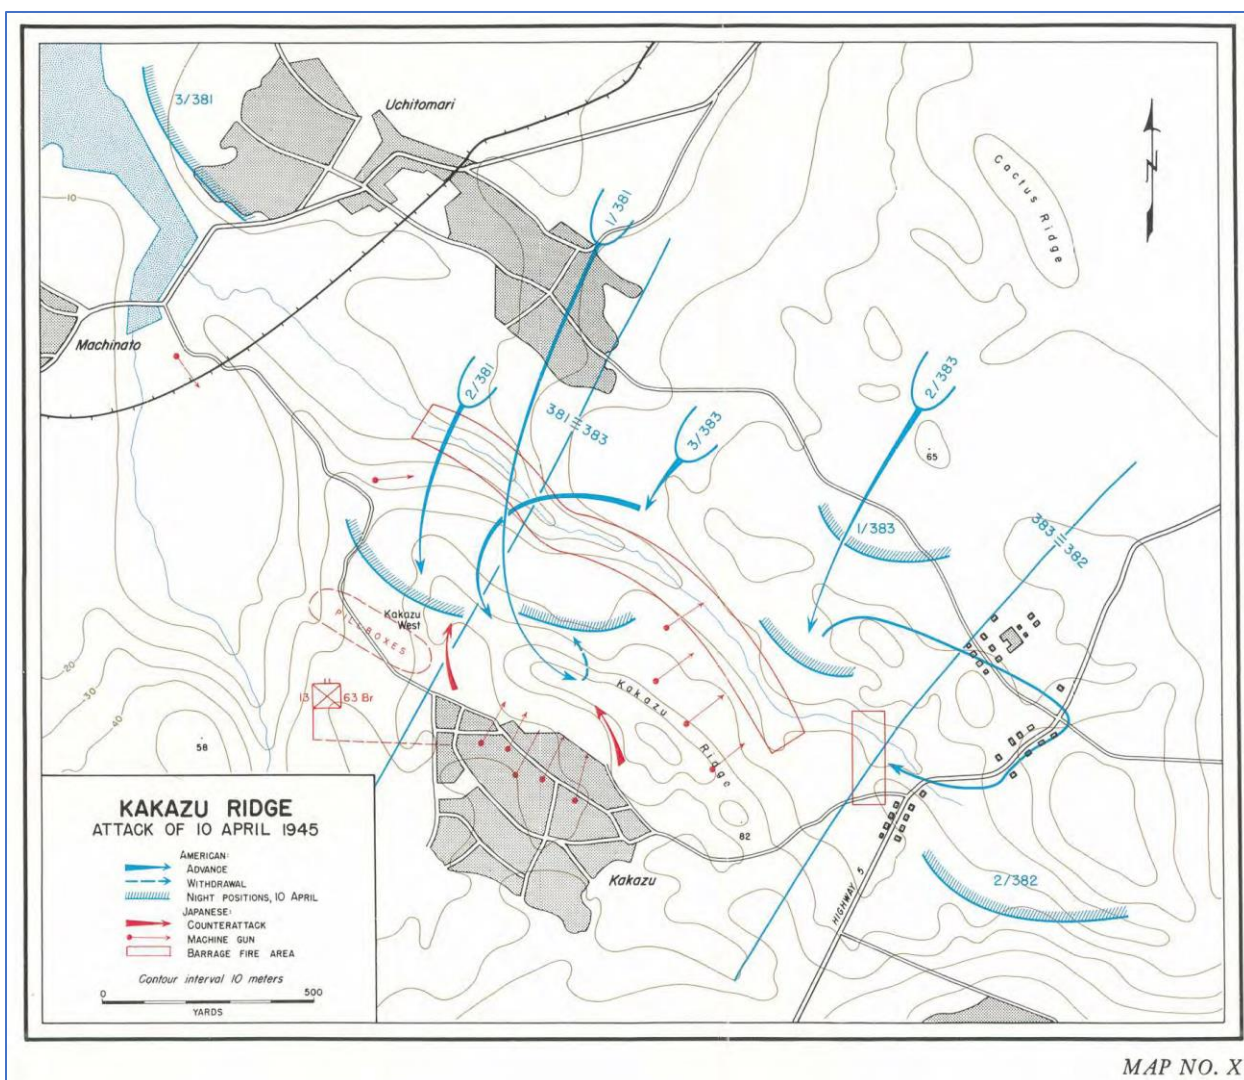 3/381
Uchitomari
1/381
Cactus Ridge
N
10
Machinato
2/381
381 383
3/383
2/383
65
1/383
383 382
Kakazu
West
PILLBOXES
13 63 Br
Kakazu Ridge
20
30
40
58
82
Kakazu
HIGHWAY 5
2/382
KAKAZU RIDGE
ATTACK OF 10 APRIL 1945
AMERICAN:
ADVANCE
WITHDRAWAL
NIGHT POSITIONS, 10 APRIL
JAPANESE:
COUNTERATTACK
MACHINE GUN
BARRAGE FIRE AREA
Contour interval 10 meters
0 500
YARDS
MAP NO. X